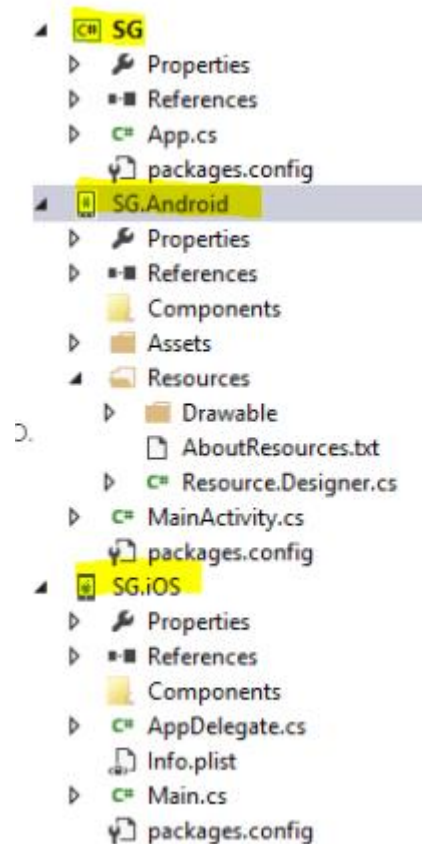 C# SG
Properties
References
C# App.cs
packages.config
SG.Android
Properties
References
Components
Assets
Resources
Drawable
AboutResources.txt
C# Resource.Designer.cs
C# MainActivity.cs
packages.config
SG.iOS
Properties
References
Components
C# AppDelegate.cs
Info.plist
C# Main.cs
packages.config